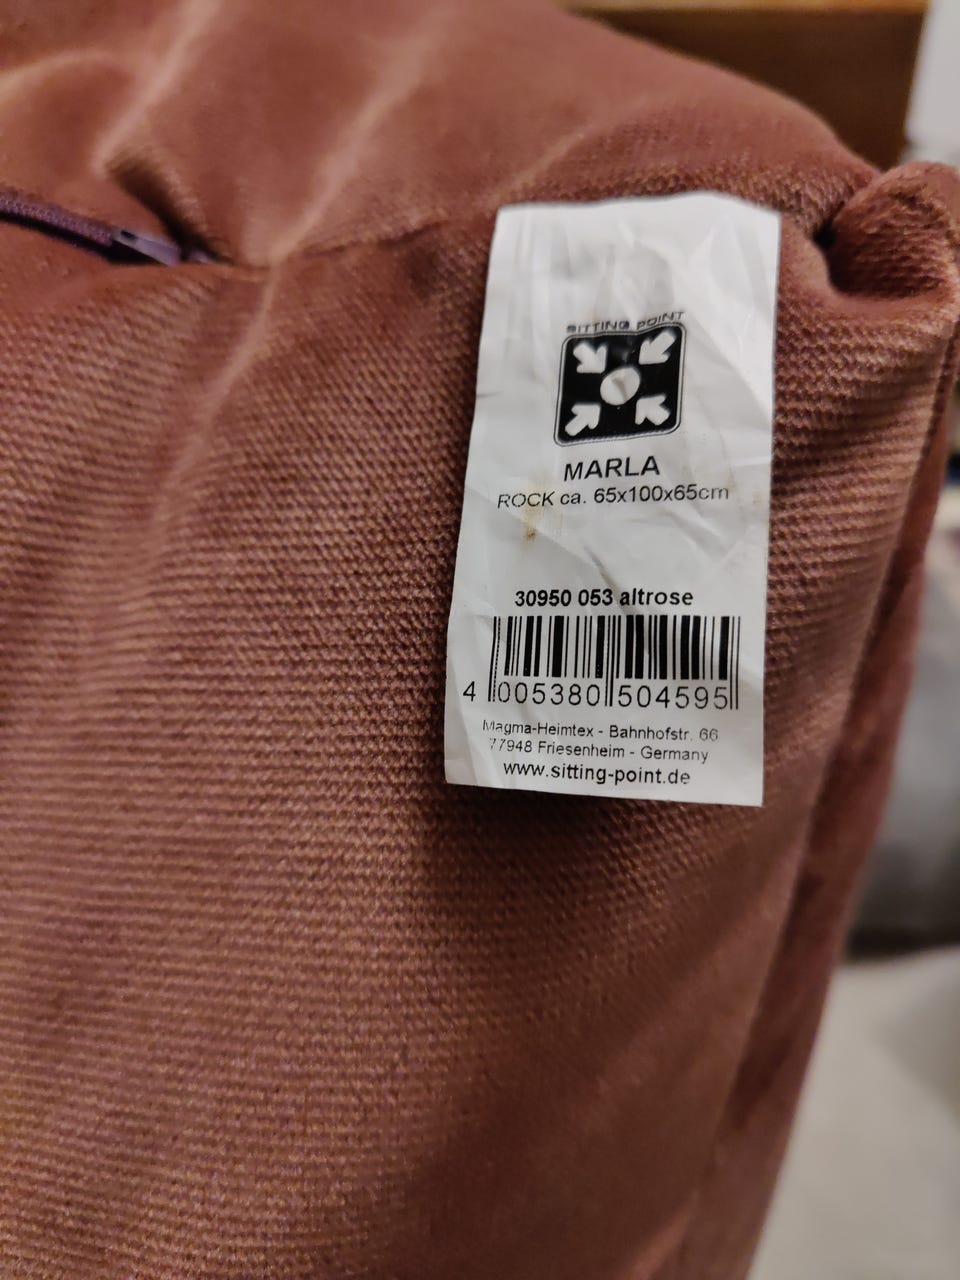 SITTING POINT
MARLA
ROCK ca. 65x100x65cm
30950 053 altrose
4 005380 504595
Magma-Heimtex - Bahnhofstr. 66
77948 Friesenheim - Germany
www.sitting-point.de